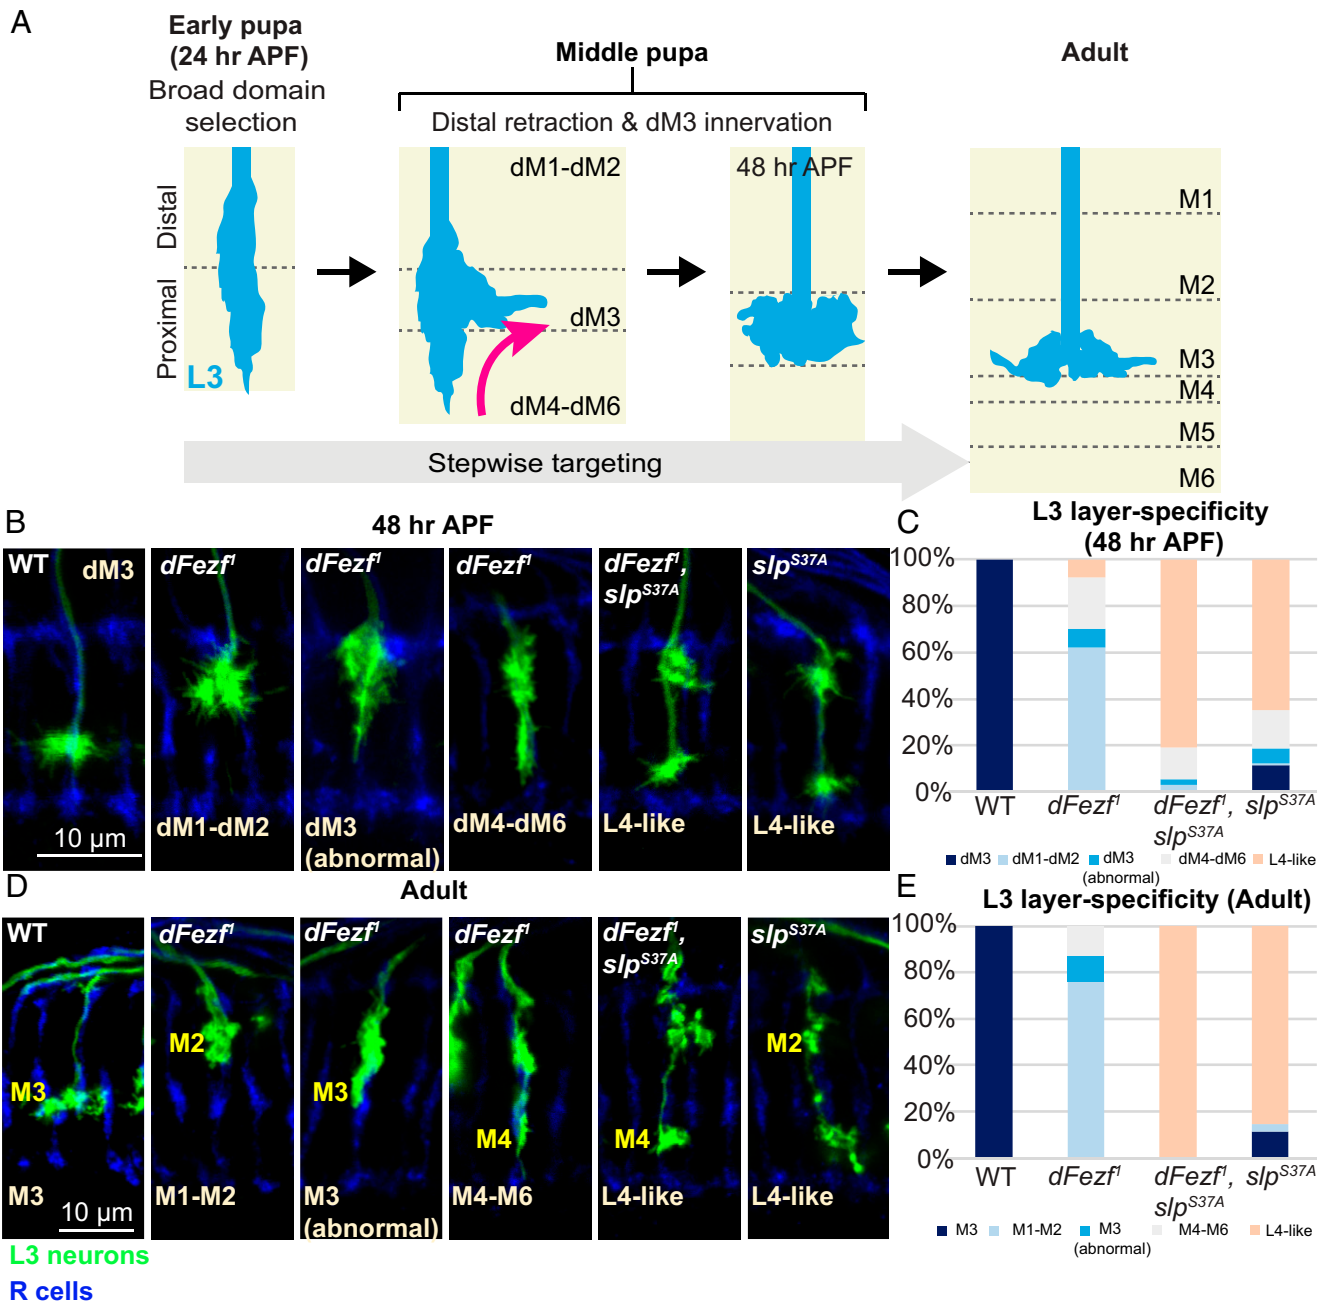 A
Early pupa
(24 hr APF)
Broad domain
selection
Middle pupa
Distal retraction & dM3 innervation
Adult
Distal
Proximal
L3
dM1-dM2
dM3
dM4-dM6
48 hr APF
M1
M2
M3
M4
M5
M6
Stepwise targeting
B
48 hr APF
WT
dM3
10 µm
dFezf¹
dM1-dM2
dFezf¹
dM3
(abnormal)
dFezf¹
dM4-dM6
dFezf¹,
slpS37A
L4-like
slpS37A
L4-like
C
L3 layer-specificity
(48 hr APF)
100%
80%
60%
40%
20%
0%
WT
dFezf¹
dFezf¹,
slpS37A
slpS37A
dM3
dM1-dM2
dM3
(abnormal)
dM4-dM6
L4-like
D
Adult
WT
M3
M3
10 µm
dFezf¹
M2
M1-M2
dFezf¹
M3
M3
(abnormal)
dFezf¹
M4
M4-M6
dFezf¹,
slpS37A
M4
L4-like
slpS37A
M2
L4-like
L3 neurons
R cells
E
L3 layer-specificity (Adult)
100%
80%
60%
40%
20%
0%
WT
dFezf¹
dFezf¹,
slpS37A
slpS37A
M3
M1-M2
M3
(abnormal)
M4-M6
L4-like